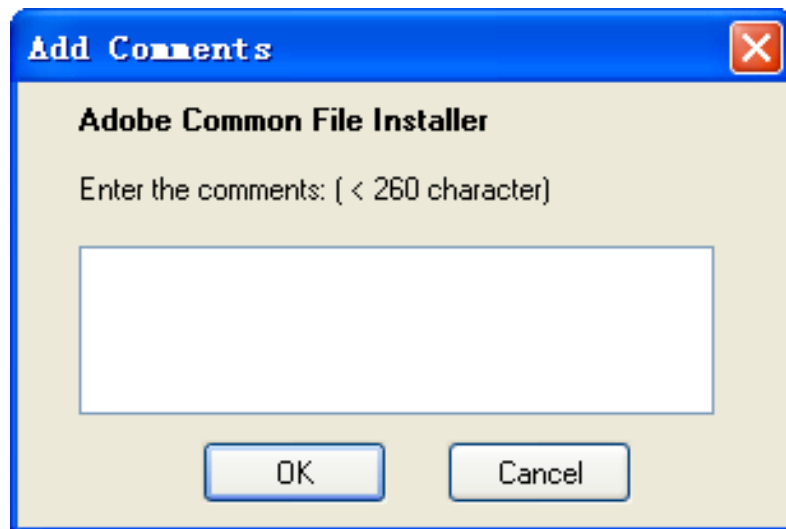 Add Comments
Adobe Common File Installer
Enter the comments: ( < 260 character)
OK
Cancel